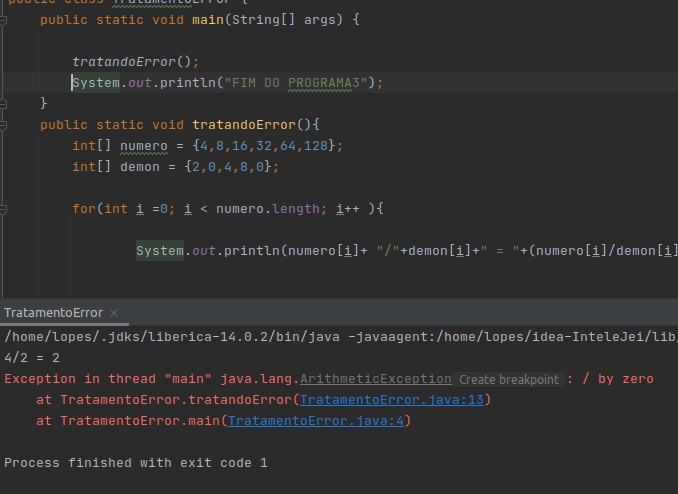 public class TratamentoError {
public static void main(String[] args) {
tratandoError();
System.out.println("FIM DO PROGRAMA3");
}
public static void tratandoError(){
int[] numero = {4,8,16,32,64,128};
int[] demon = {2,0,4,8,0};
for(int i =0; i < numero.length; i++ ){
System.out.println(numero[i]+ "/"+demon[i]+" = "+(numero[i]/demon[i]
TratamentoError ×
/home/lopes/.jdks/liberica-14.0.2/bin/java -javaagent:/home/lopes/idea-InteleJei/lib/
4/2 = 2
Exception in thread "main" java.lang.ArithmeticException Create breakpoint : / by zero
at TratamentoError.tratandoError(TratamentoError.java:13)
at TratamentoError.main(TratamentoError.java:4)
Process finished with exit code 1